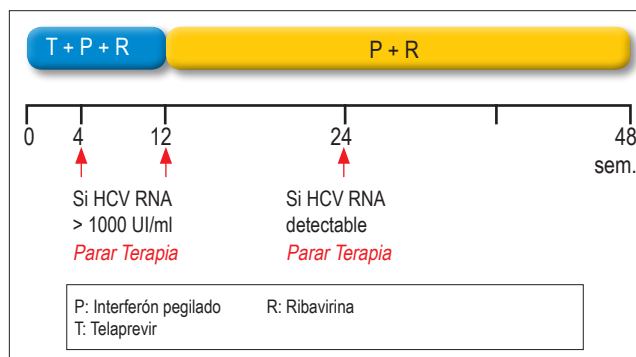 T + P + R
P + R
0 4 12 24 48
sem.
Si HCV RNA
> 1000 UI/ml
Parar Terapia
Si HCV RNA
detectable
Parar Terapia
P: Interferón pegilado R: Ribavirina
T: Telaprevir